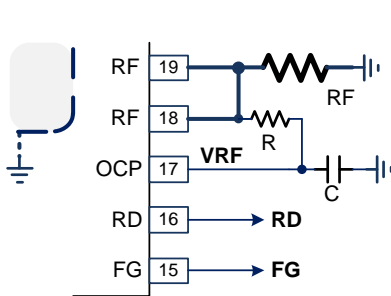 RF 19
RF
RF 18
R
VRF
OCP 17
C
RD 16 RD
FG 15 FG